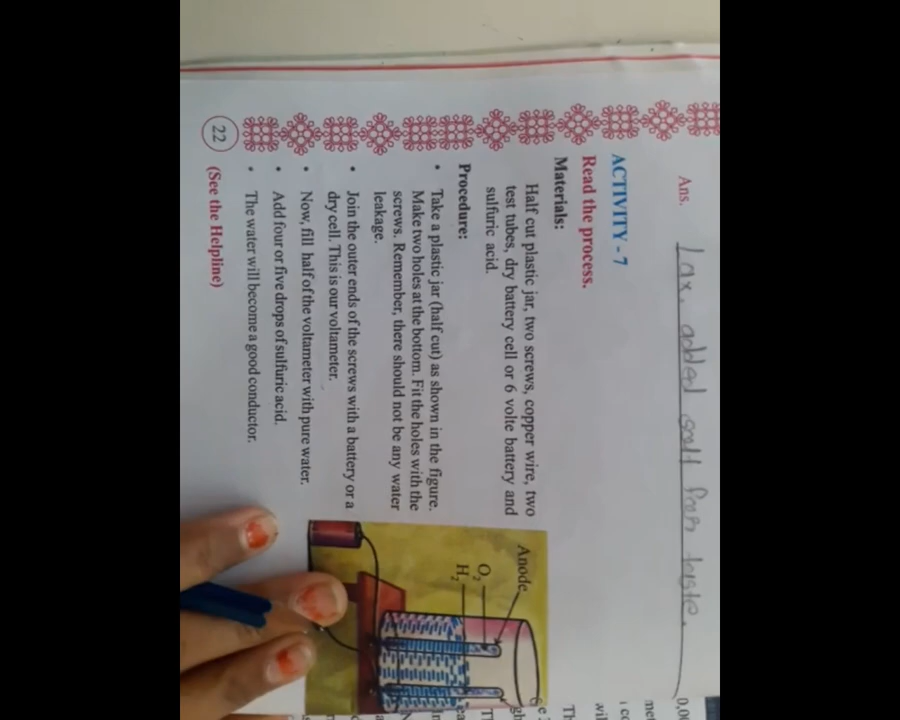 Ans. I ax. added salt from taste.
ACTIVITY - 7
Read the process.
Materials:
Half cut plastic jar, two screws, copper wire, two
test tubes, dry battery cell or 6 volte battery and
sulfuric acid.
Procedure:
• Take a plastic jar (half cut) as shown in the figure.
Make two holes at the bottom. Fit the holes with the
screws. Remember, there should not be any water
leakage.
• Join the outer ends of the screws with a battery or a
dry cell. This is our voltameter.
• Now, fill half of the voltameter with pure water.
• Add four or five drops of sulfuric acid.
• The water will become a good conductor.
22
(See the Helpline)
Anode
O₂
H₂